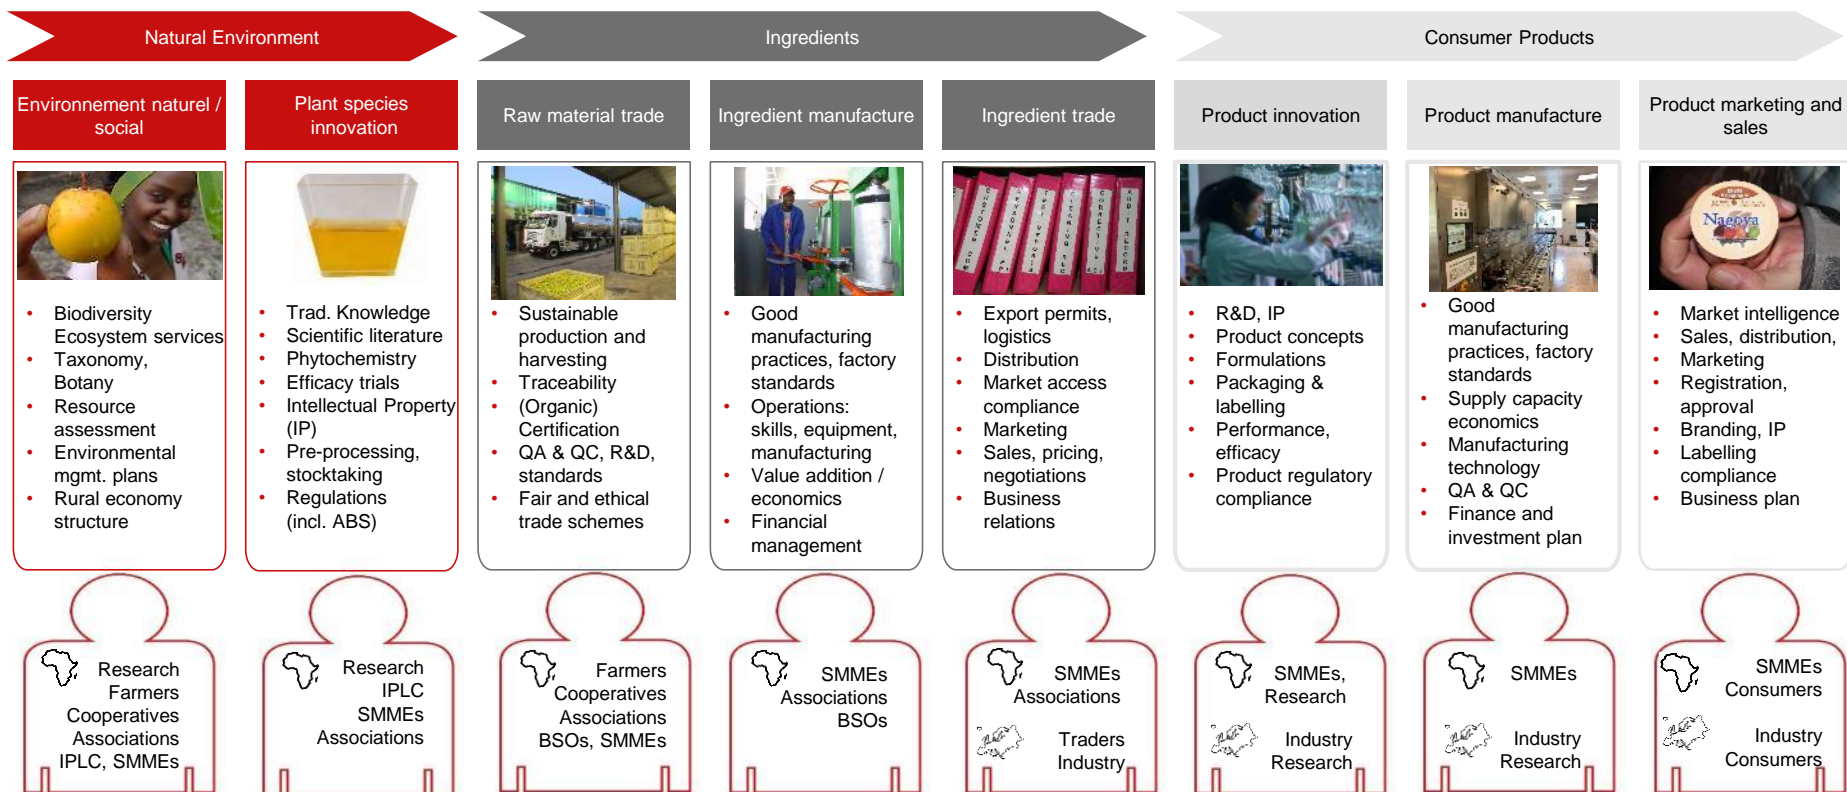 Natural Environment
Ingredients
Consumer Products
Environnement naturel /
social
Plant species
innovation
Raw material trade
Ingredient manufacture
Ingredient trade
Product innovation
Product manufacture
Product marketing and
sales
• Biodiversity
Ecosystem services
• Taxonomy,
Botany
• Resource
assessment
• Environmental
mgmt. plans
• Rural economy
structure
• Trad. Knowledge
• Scientific literature
• Phytochemistry
• Efficacy trials
• Intellectual Property
(IP)
• Pre-processing,
stocktaking
• Regulations
(incl. ABS)
• Sustainable
production and
harvesting
• Traceability
• (Organic)
Certification
• QA & QC, R&D,
standards
• Fair and ethical
trade schemes
• Good
manufacturing
practices, factory
standards
• Operations:
skills, equipment,
manufacturing
• Value addition /
economics
• Financial
management
• Export permits,
logistics
• Distribution
• Market access
compliance
• Marketing
• Sales, pricing,
negotiations
• Business
relations
• R&D, IP
• Product concepts
• Formulations
• Packaging &
labelling
• Performance,
efficacy
• Product regulatory
compliance
• Good
manufacturing
practices, factory
standards
• Supply capacity
economics
• Manufacturing
technology
• QA & QC
• Finance and
investment plan
Nagoya
• Market intelligence
• Sales, distribution,
• Marketing
• Registration,
approval
• Branding, IP
• Labelling
compliance
• Business plan
Research
Farmers
Cooperatives
Associations
IPLC, SMMEs
Research
IPLC
SMMEs
Associations
Farmers
Cooperatives
Associations
BSOs, SMMEs
SMMEs
Associations
BSOs
SMMEs
Associations
Traders
Industry
SMMEs,
Research
Industry
Research
SMMEs
Industry
Research
SMMEs
Consumers
Industry
Consumers